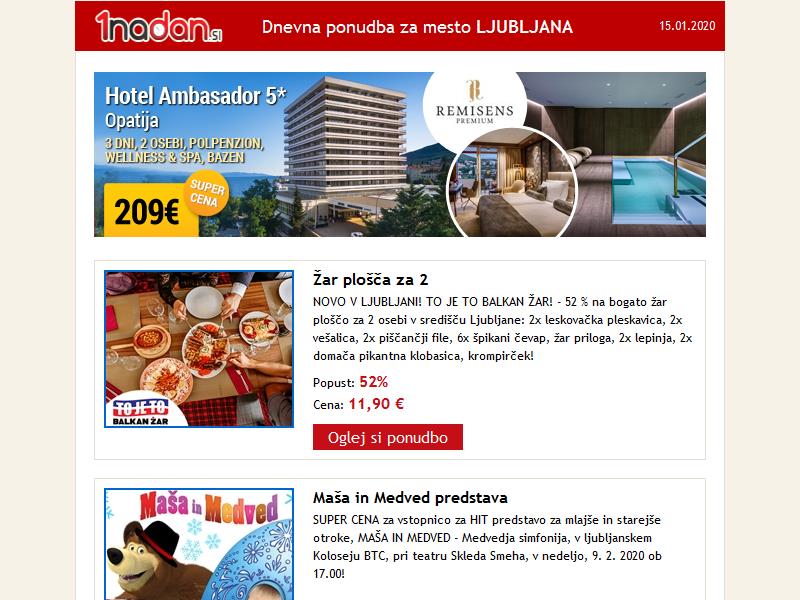 1nadan.si
Dnevna ponudba za mesto LJUBLJANA
15.01.2020
Hotel Ambasador 5*
Opatija
3 DNI, 2 OSEBI, POLPENZION,
WELLNESS & SPA, BAZEN
SUPER
CENA
209€
REMISENS
PREMIUM
Žar plošča za 2
NOVO V LJUBLJANI! TO JE TO BALKAN ŽAR! - 52 % na bogato žar
ploščo za 2 osebi v središču Ljubljane: 2x leskovačka pleskavica, 2x
vešalica, 2x piščančji file, 6x špikani čevap, žar priloga, 2x lepinja, 2x
domača pikantna klobasica, krompirček!
Popust: 52%
Cena: 11,90 €
Oglej si ponudbo
TO JE TO
BALKAN ŽAR
Maša in Medved
Maša in Medved predstava
SUPER CENA za vstopnico za HIT predstavo za mlajše in starejše
otroke, MAŠA IN MEDVED - Medvedja simfonija, v ljubljanskem
Koloseju BTC, pri teatru Skleda Smeha, v nedeljo, 9. 2. 2020 ob
17.00!